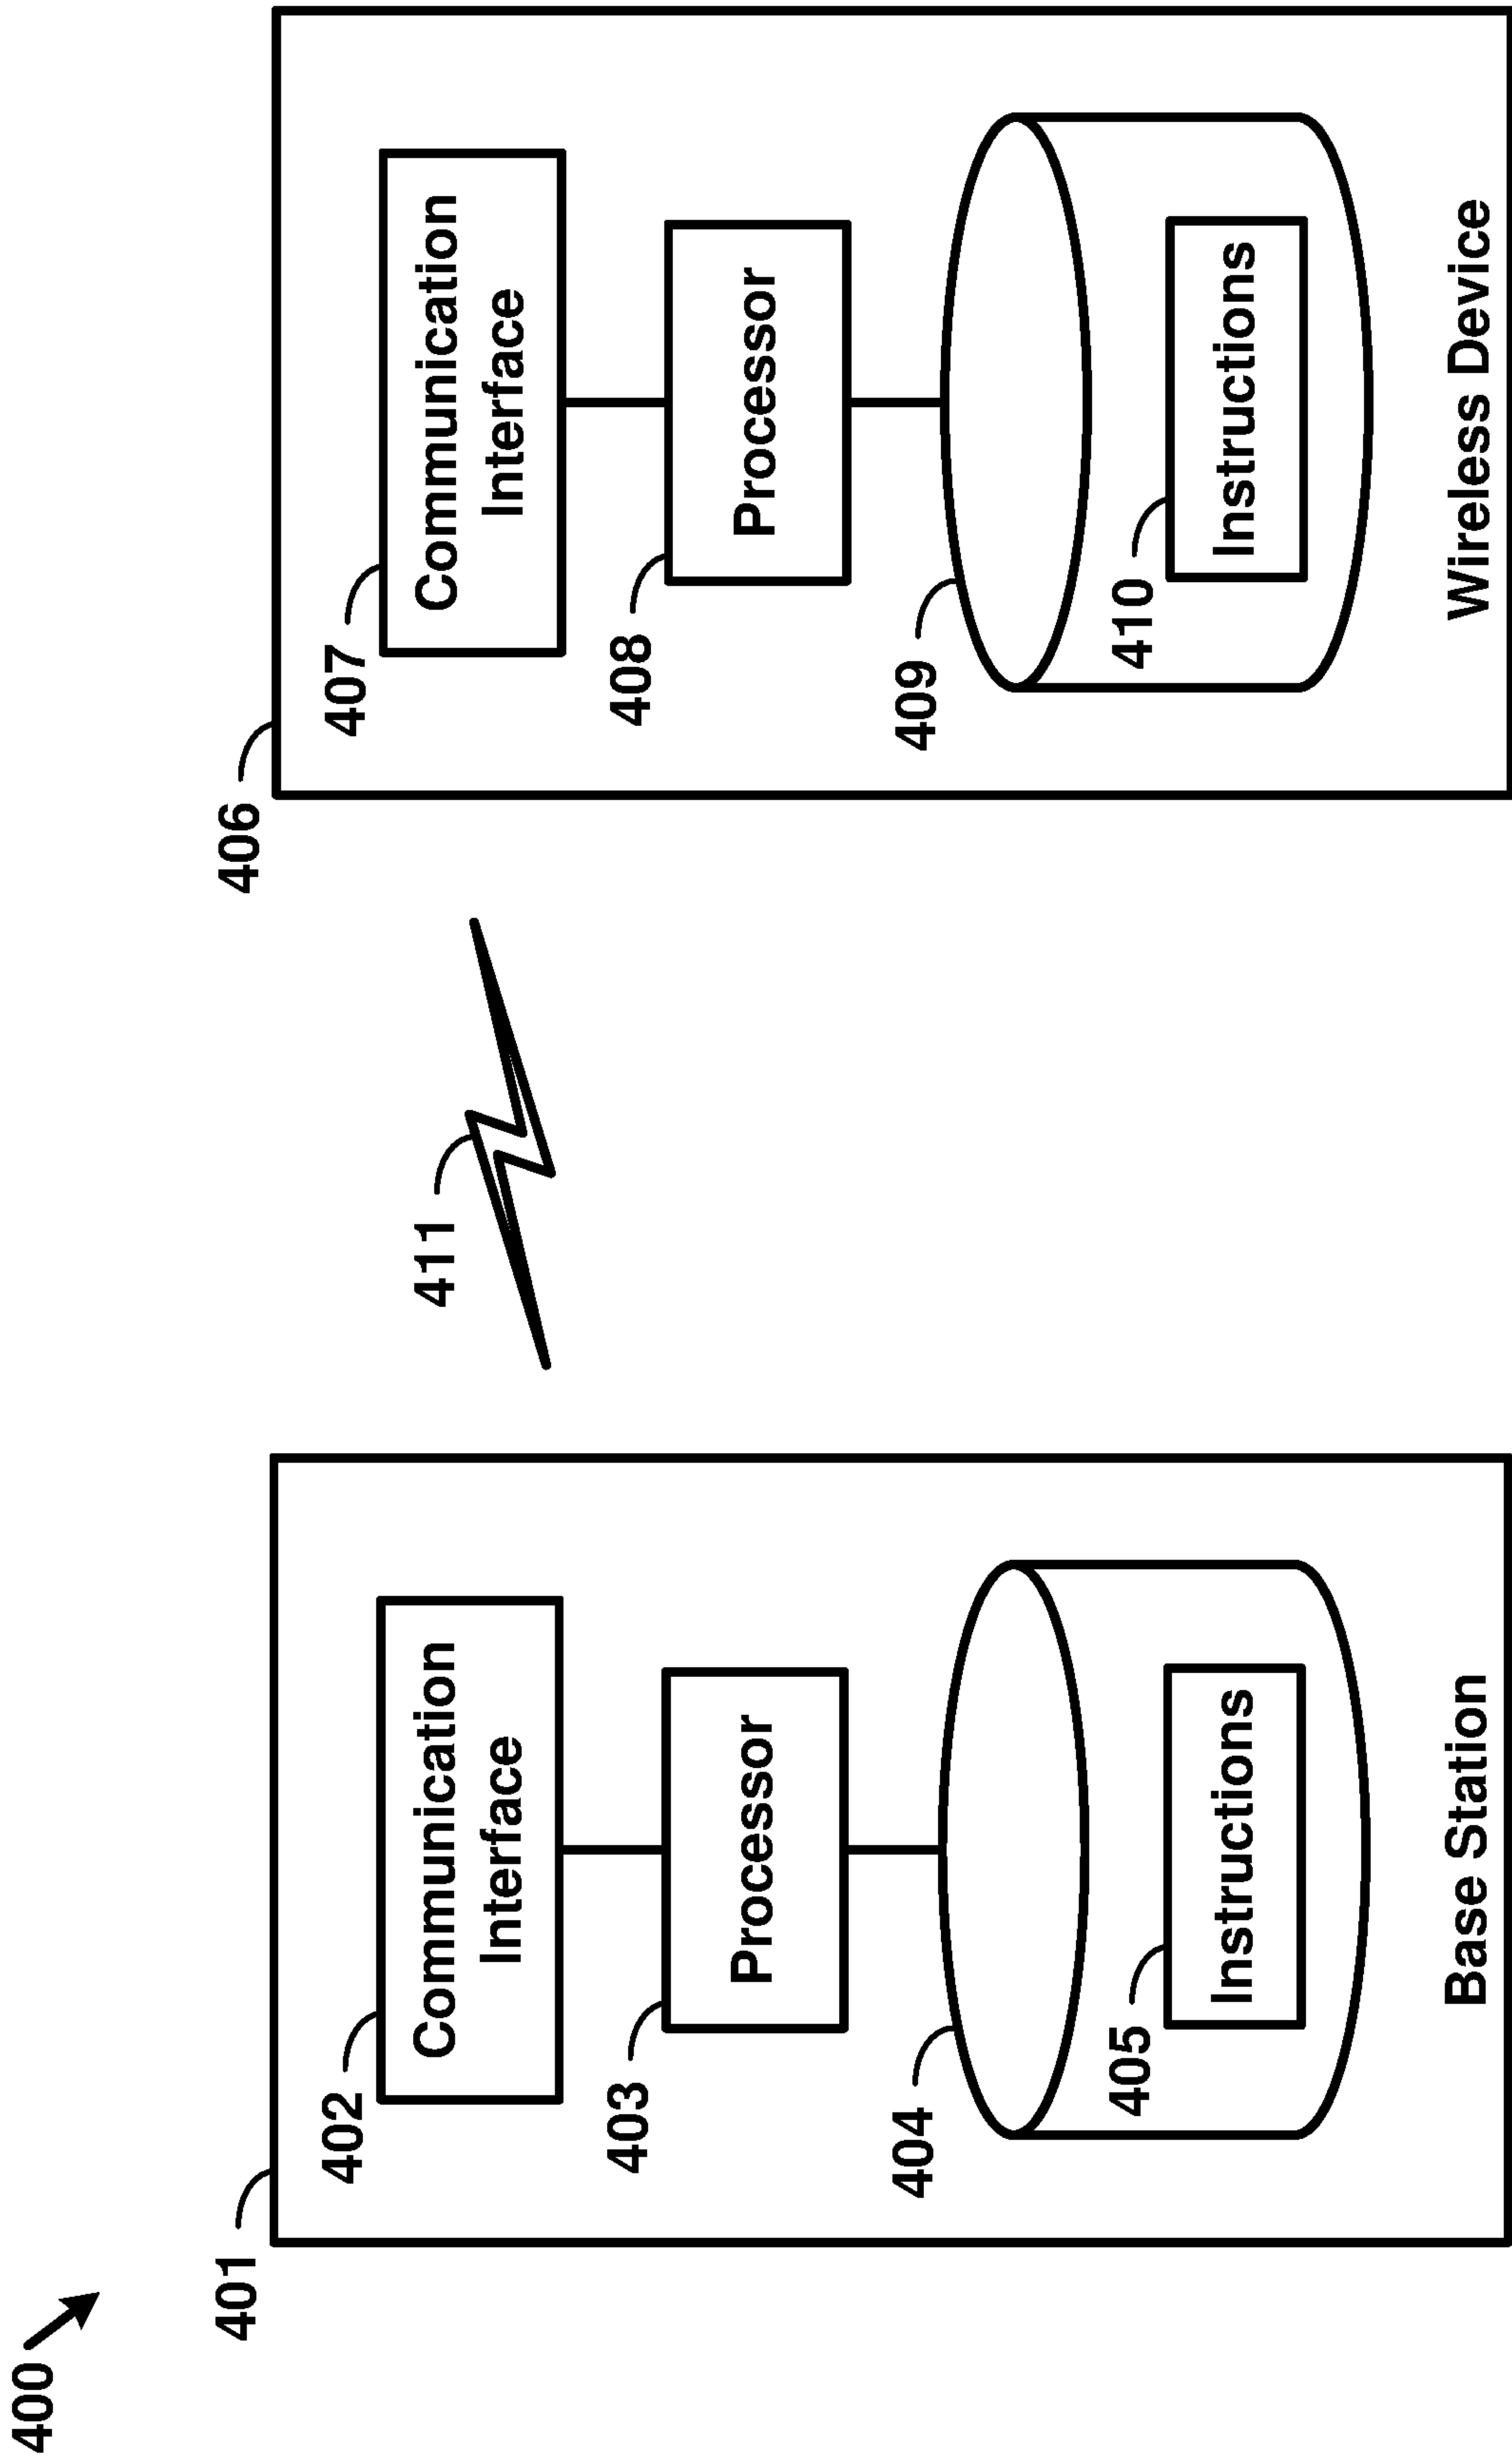 400
401
402
Communication
Interface
403
Processor
404
405
Instructions
Base Station
411
406
407
Communication
Interface
408
Processor
409
410
Instructions
Wireless Device